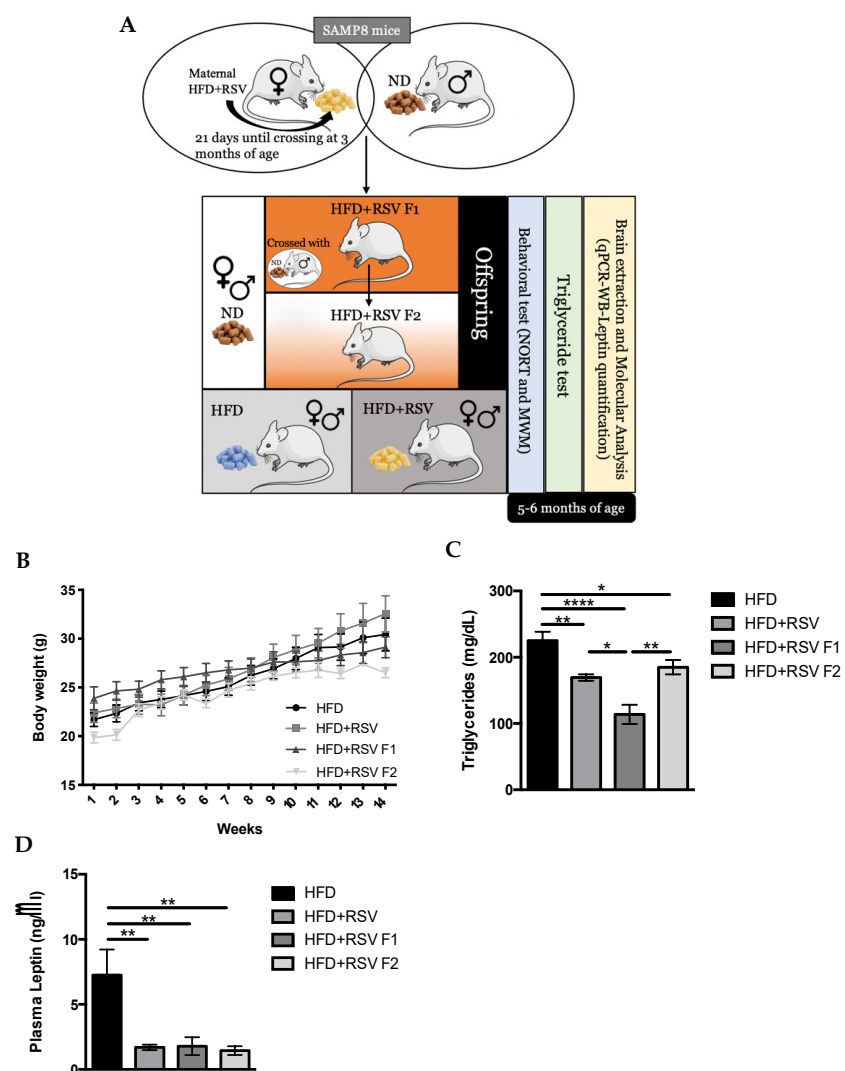 A
SAMP8 mice
Maternal
HFD+RSV
ND
21 days until crossing at 3
months of age
HFD+RSV F1
Crossed with
ND
ND
HFD+RSV F2
Offspring
Behavioral test (NORT and MWM)
Triglyceride test
Brain extraction and Molecular Analysis
(qPCR-WB-Leptin quantification)
HFD
HFD+RSV
5-6 months of age
B
35
30
25
20
15
Body weight (g)
HFD
HFD+RSV
HFD+RSV F1
HFD+RSV F2
1 2 3 4 5 6 7 8 9 10 11 12 13 14
Weeks
C
300
200
100
0
Triglycerides (mg/dL)
*
****
**
* **
HFD
HFD+RSV
HFD+RSV F1
HFD+RSV F2
D
15
10
5
0
**
**
**
HFD
HFD+RSV
HFD+RSV F1
HFD+RSV F2